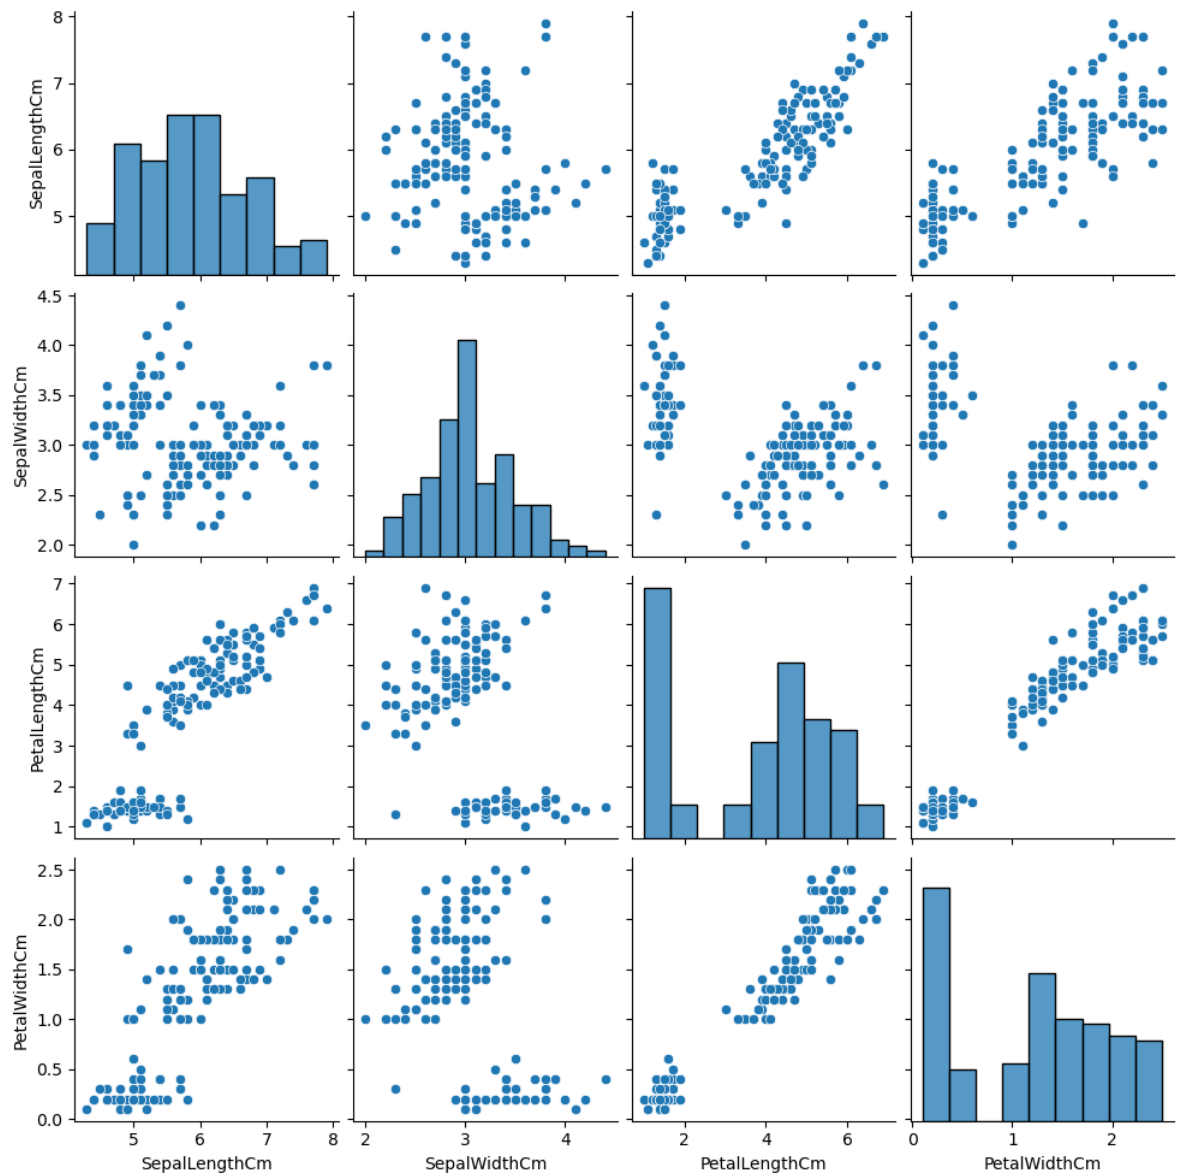 8
7
6
5
SepalLengthCm
4.5
4.0
3.5
3.0
2.5
2.0
SepalWidthCm
7
6
5
4
3
2
1
PetalLengthCm
2.5
2.0
1.5
1.0
0.5
0.0
PetalWidthCm
5 6 7 8
2 3 4
2 4 6
0 1 2
SepalLengthCm SepalWidthCm PetalLengthCm PetalWidthCm